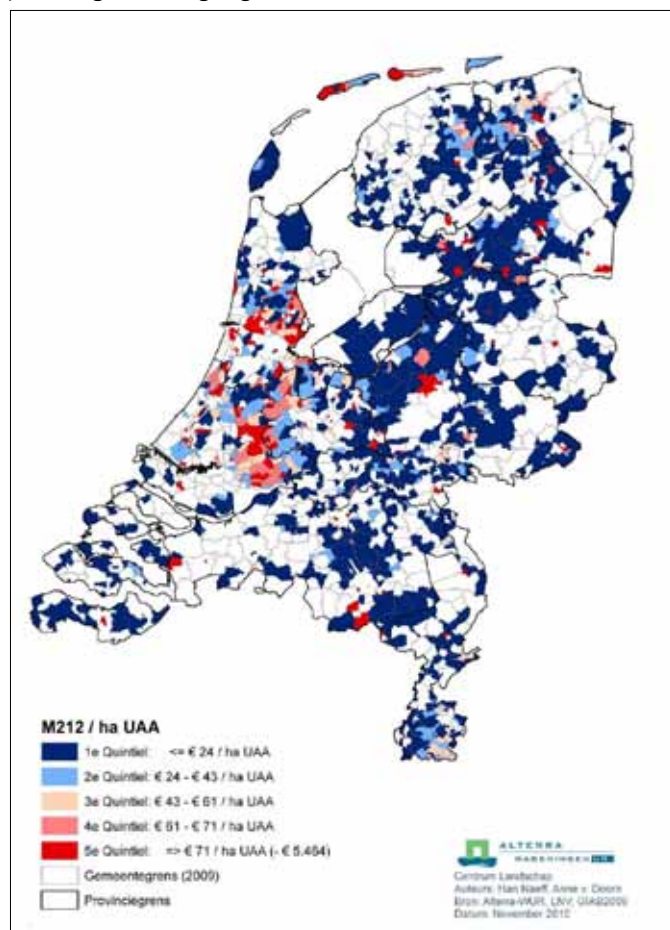 M212 / ha UAA
1e Quintiel: <= € 24 / ha UAA
2e Quintiel: € 24 - € 43 / ha UAA
3e Quintiel: € 43 - € 61 / ha UAA
4e Quintiel: € 61 - € 71 / ha UAA
5e Quintiel: => € 71 / ha UAA (- € 5.464)
Gemeentegrens (2009)
Provinciegrens
ALTERRA
WAGENINGEN UR
Centrum Landschap
Auteurs: Han Naeff, Anne v. Doorn
Bron: Alterra-WUR, LNV, GIAB2009
Datum: November 2010